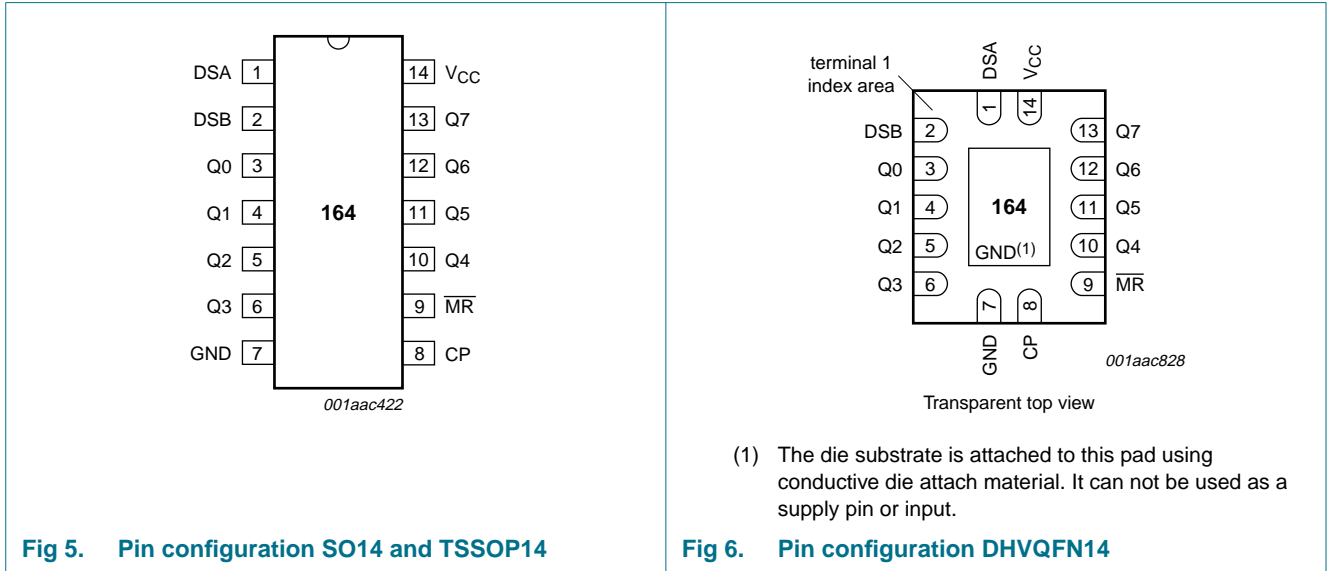 DSA 1 14 VCC
DSB 2 13 Q7
Q0 3 12 Q6
Q1 4 164 11 Q5
Q2 5 10 Q4
Q3 6 9 M̅R̅
GND 7 8 CP
001aac422
Fig 5. Pin configuration SO14 and TSSOP14
terminal 1
index area
DSA VCC
1 14
DSB 2 13 Q7
Q0 3 12 Q6
Q1 4 164 11 Q5
Q2 5 GND(1) 10 Q4
Q3 6 9 M̅R̅
7 8
GND CP
001aac828
Transparent top view
(1) The die substrate is attached to this pad using
conductive die attach material. It can not be used as a
supply pin or input.
Fig 6. Pin configuration DHVQFN14